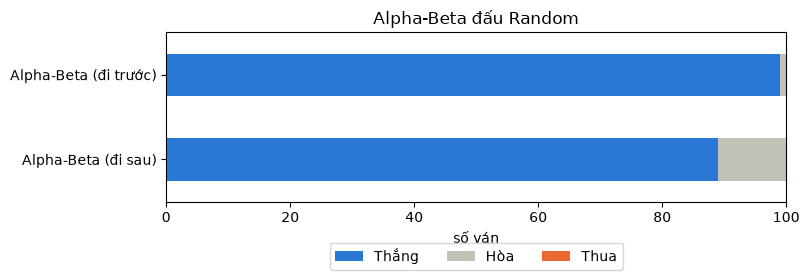 Alpha-Beta đấu Random
Alpha-Beta (đi trước)
Alpha-Beta (đi sau)
0 20 40 60 80 100
số ván
Thắng Hòa Thua